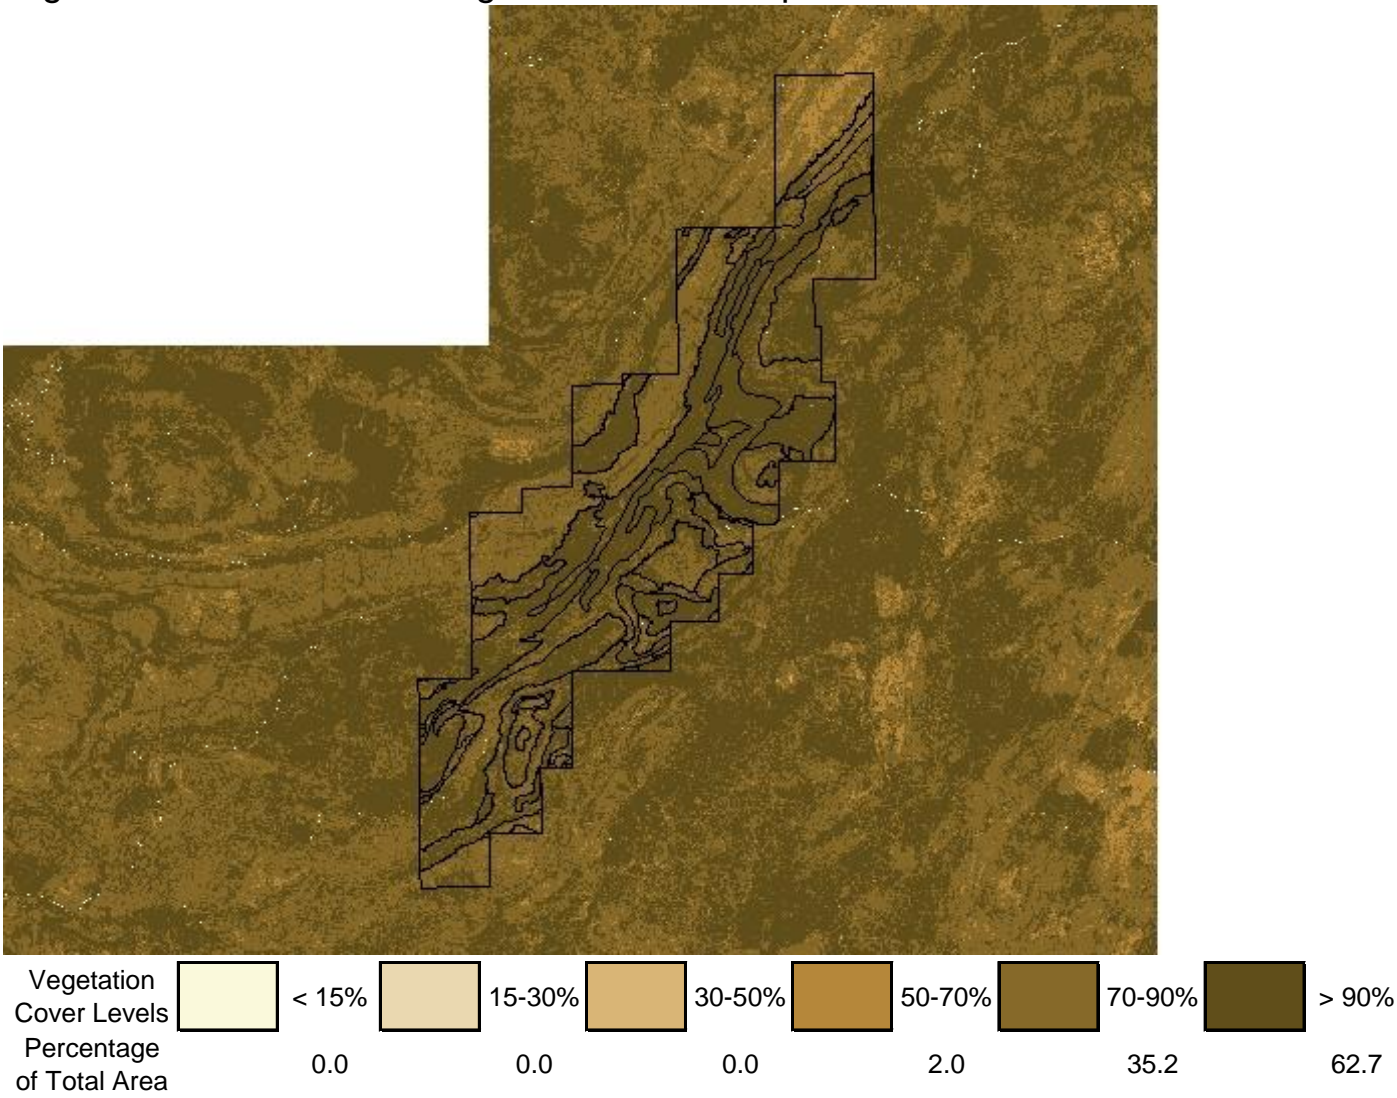 Vegetation Cover Levels < 15% 15-30% 30-50% 50-70% 70-90% > 90%
Percentage of Total Area 0.0 0.0 0.0 2.0 35.2 62.7